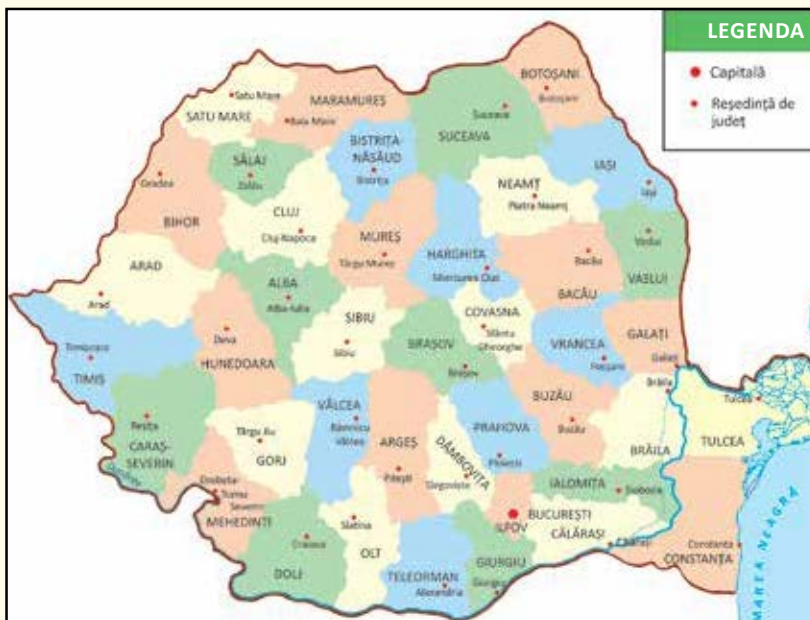 LEGENDA
Capitală
Reședință de
județ
BOTOȘANI
Botoșani
Satu Mare
SATU MARE
MARAMUREȘ
Baia Mare
Suceava
SUCEAVA
BISTRIȚA-
NĂSĂUD
Bistrița
SĂLAJ
Zalău
IAȘI
Iași
NEAMȚ
Piatra Neamț
Oradea
BIHOR
CLUJ
Cluj-Napoca
MUREȘ
Târgu Mureș
HARGHITA
Miercurea Ciuc
Bacău
BACĂU
Vaslui
VASLUI
ARAD
Arad
ALBA
Alba-Iulia
SIBIU
Sibiu
COVASNA
Sfântu
Gheorghe
BRAȘOV
Brașov
VRANCEA
Focșani
GALAȚI
Galați
Deva
HUNEDOARA
Timișoara
TIMIȘ
Reșița
CARAȘ-
SEVERIN
Târgu Jiu
GORJ
VÂLCEA
Râmnicu
Vâlcea
ARGEȘ
Pitești
DÂMBOVIȚA
Târgoviște
PRAHOVA
Ploiești
BUZĂU
Buzău
Brăila
BRĂILA
Tulcea
TULCEA
Drobeta-
Turnu
Severin
MEHEDINȚI
Craiova
DOLJ
Slatina
OLT
TELEORMAN
Alexandria
GIURGIU
Giurgiu
ILFOV
BUCUREȘTI
IALOMIȚA
Slobozia
CĂLĂRAȘI
Călărași
Constanța
CONSTANȚA
MAREA NEAGRĂ